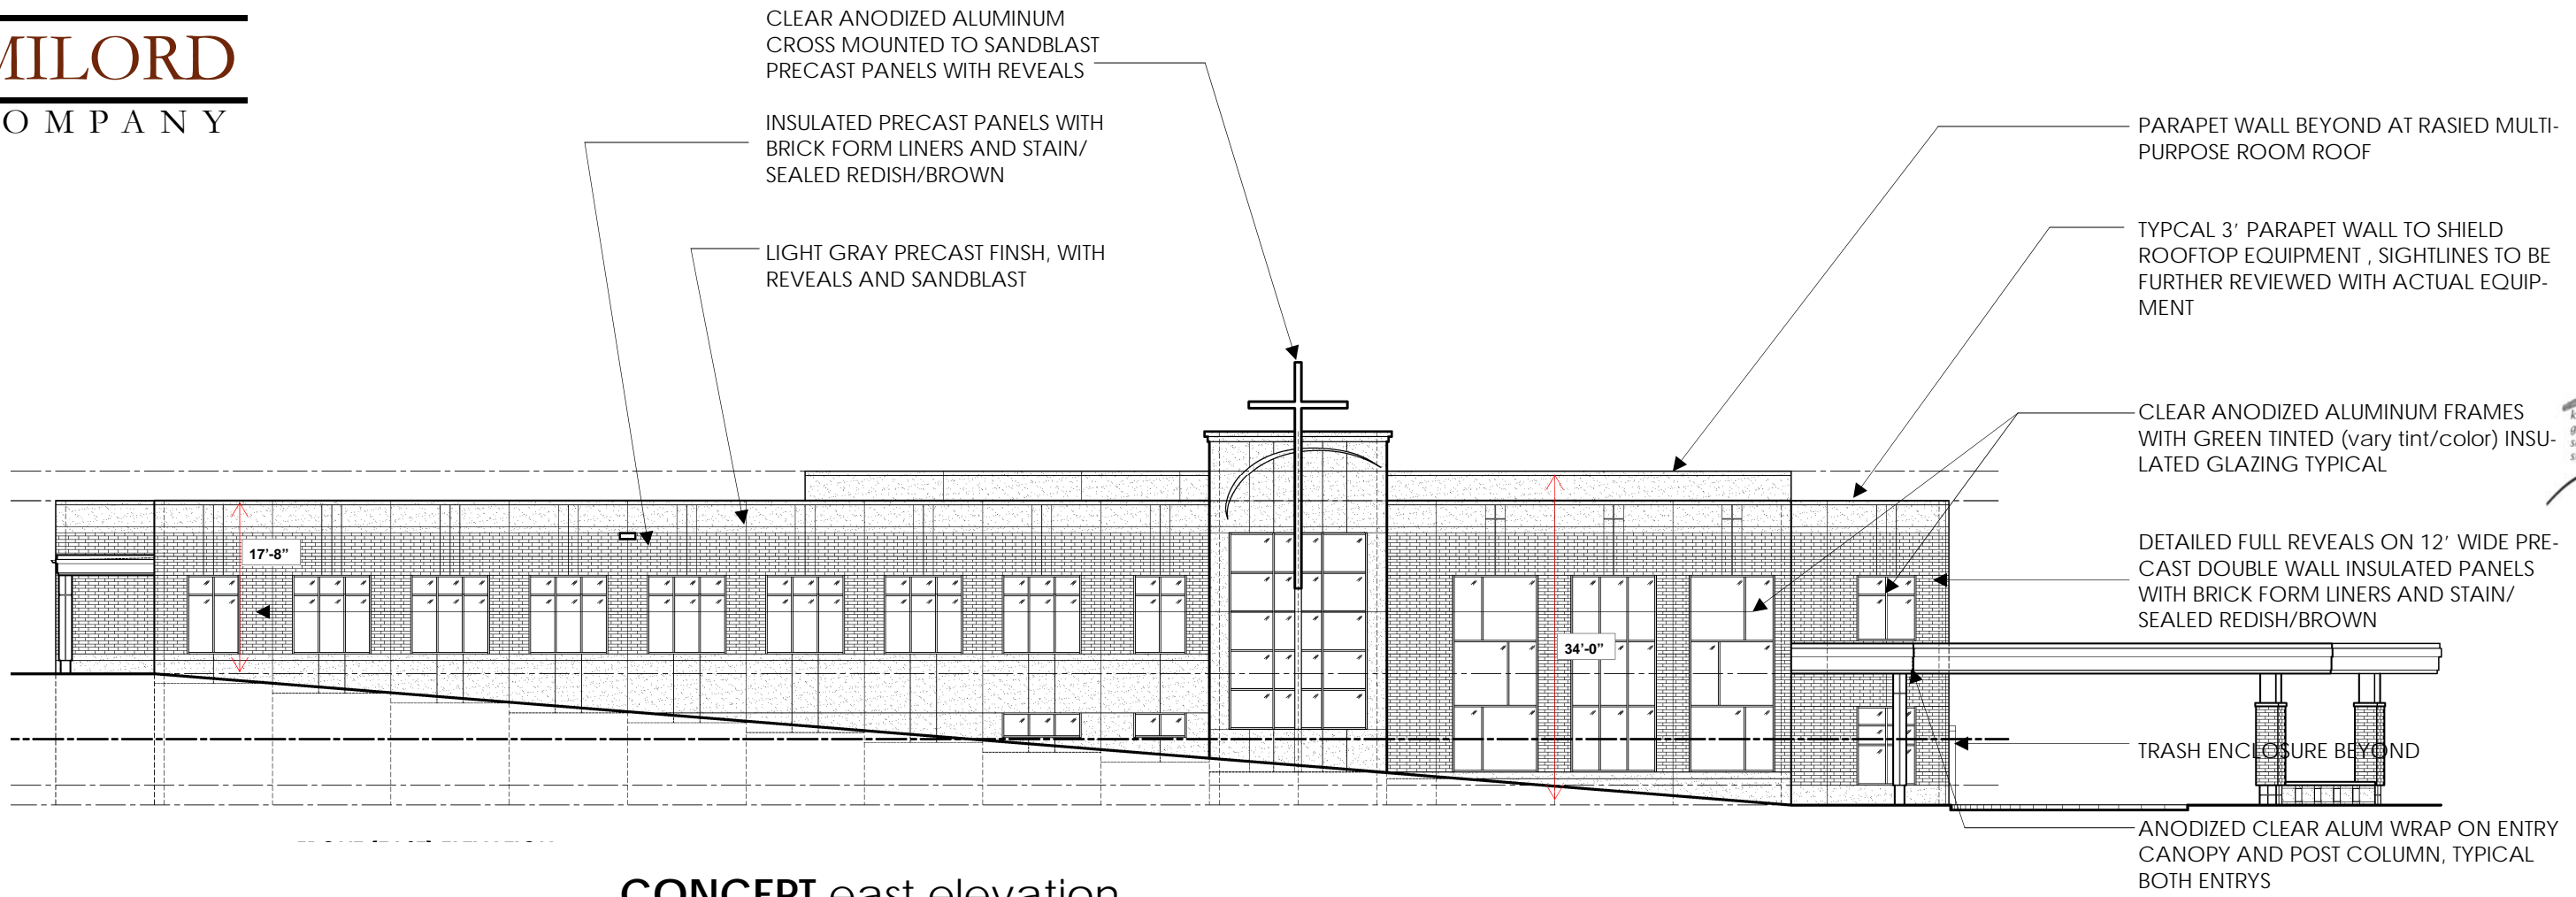 MILORD
OMPANY
CLEAR ANODIZED ALUMINUM
CROSS MOUNTED TO SANDBLAST
PRECAST PANELS WITH REVEALS
INSULATED PRECAST PANELS WITH
BRICK FORM LINERS AND STAIN/
SEALED REDISH/BROWN
LIGHT GRAY PRECAST FINSH, WITH
REVEALS AND SANDBLAST
PARAPET WALL BEYOND AT RASIED MULTI-
PURPOSE ROOM ROOF
TYPCAL 3' PARAPET WALL TO SHIELD
ROOFTOP EQUIPMENT , SIGHTLINES TO BE
FURTHER REVIEWED WITH ACTUAL EQUIP-
MENT
CLEAR ANODIZED ALUMINUM FRAMES
WITH GREEN TINTED (vary tint/color) INSU-
LATED GLAZING TYPICAL
DETAILED FULL REVEALS ON 12' WIDE PRE-
CAST DOUBLE WALL INSULATED PANELS
WITH BRICK FORM LINERS AND STAIN/
SEALED REDISH/BROWN
TRASH ENCLOSURE BEYOND
ANODIZED CLEAR ALUM WRAP ON ENTRY
CANOPY AND POST COLUMN, TYPICAL
BOTH ENTRYS
17'-8"
34'-0"
CONCEPT east elevation